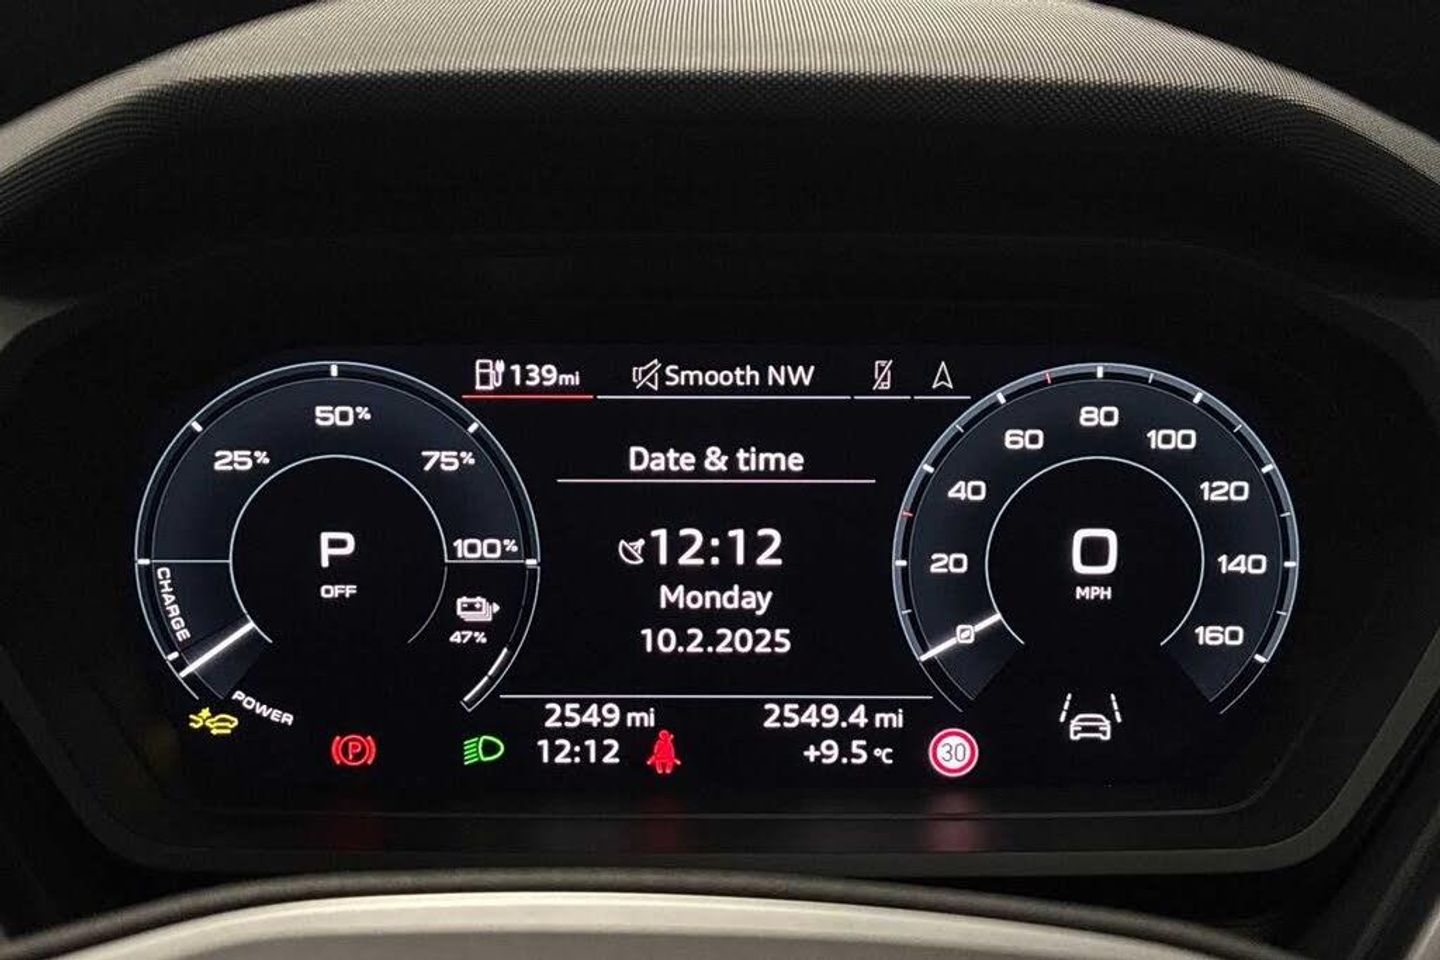 139mi
Smooth NW
Date & time
12:12
Monday
10.2.2025
25%
50%
75%
100%
P
OFF
CHARGE
POWER
47%
20
40
60
80
100
120
140
160
0
MPH
2549 mi
2549.4 mi
P
12:12
+9.5 °C
30